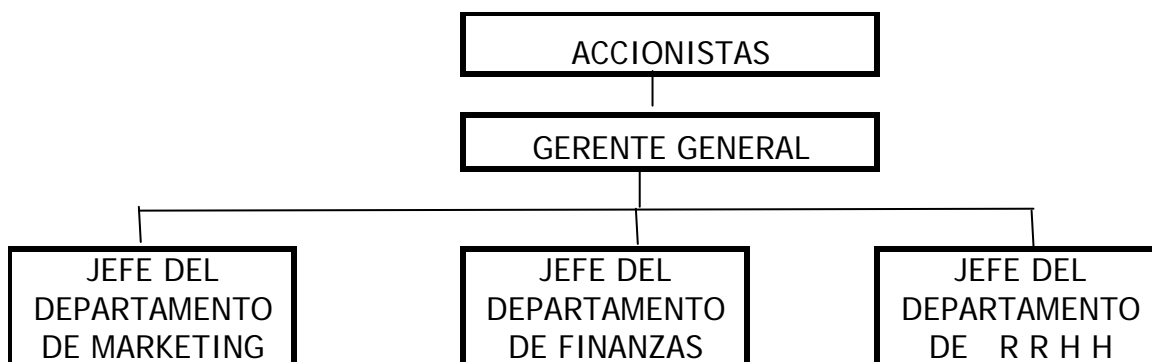 ACCIONISTAS
GERENTE GENERAL
JEFE DEL
DEPARTAMENTO
DE MARKETING
JEFE DEL
DEPARTAMENTO
DE FINANZAS
JEFE DEL
DEPARTAMENTO
DE R R H H